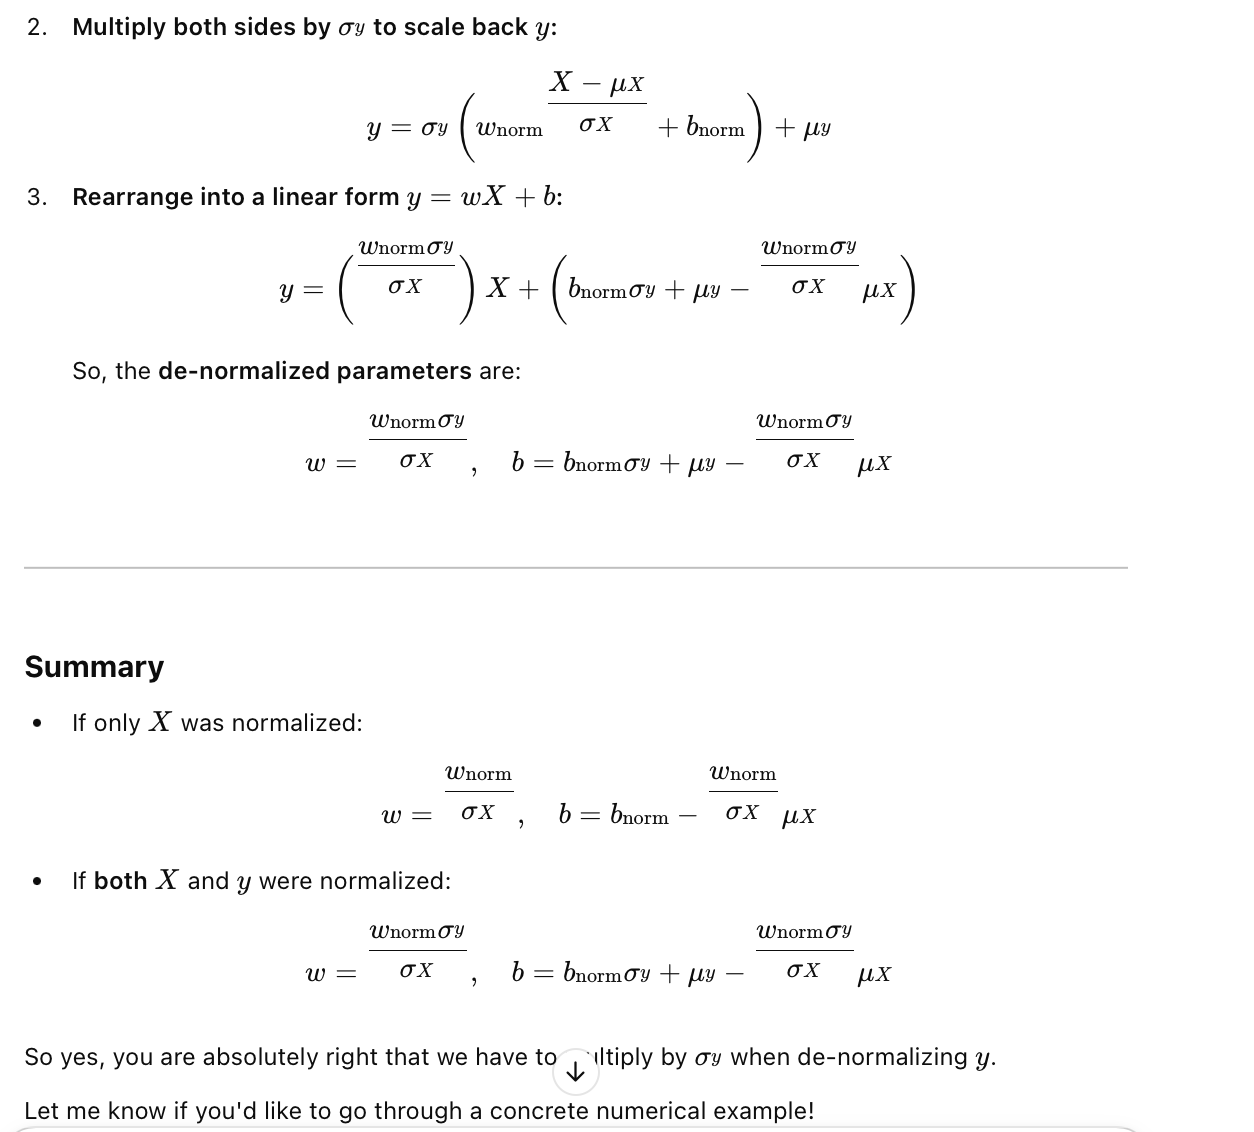 2. Multiply both sides by σy to scale back y:
y = σy ( wnorm (X − μX)/σX + bnorm ) + μy
3. Rearrange into a linear form y = wX + b:
y = ( wnormσy/σX ) X + ( bnormσy + μy − wnormσy/σX μX )
So, the de-normalized parameters are:
w = wnormσy/σX , b = bnormσy + μy − wnormσy/σX μX
Summary
• If only X was normalized:
w = wnorm/σX , b = bnorm − wnorm/σX μX
• If both X and y were normalized:
w = wnormσy/σX , b = bnormσy + μy − wnormσy/σX μX
So yes, you are absolutely right that we have to ltiply by σy when de-normalizing y.
Let me know if you'd like to go through a concrete numerical example!